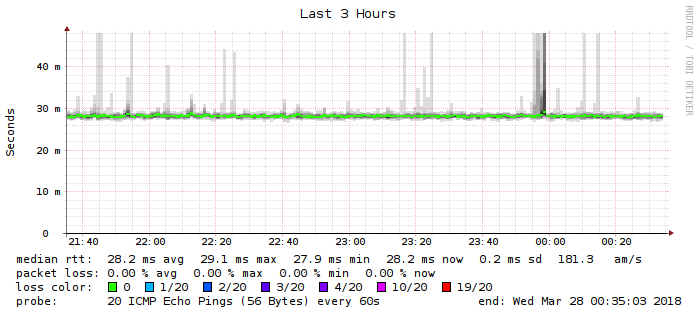 Last 3 Hours
RRDTOOL / TOBI OETIKER
Seconds
40 m
30 m
20 m
10 m
0
21:40 22:00 22:20 22:40 23:00 23:20 23:40 00:00 00:20
median rtt: 28.2 ms avg 29.1 ms max 27.9 ms min 28.2 ms now 0.2 ms sd 181.3 am/s
packet loss: 0.00 % avg 0.00 % max 0.00 % min 0.00 % now
loss color: 0 1/20 2/20 3/20 4/20 10/20 19/20
probe: 20 ICMP Echo Pings (56 Bytes) every 60s end: Wed Mar 28 00:35:03 2018